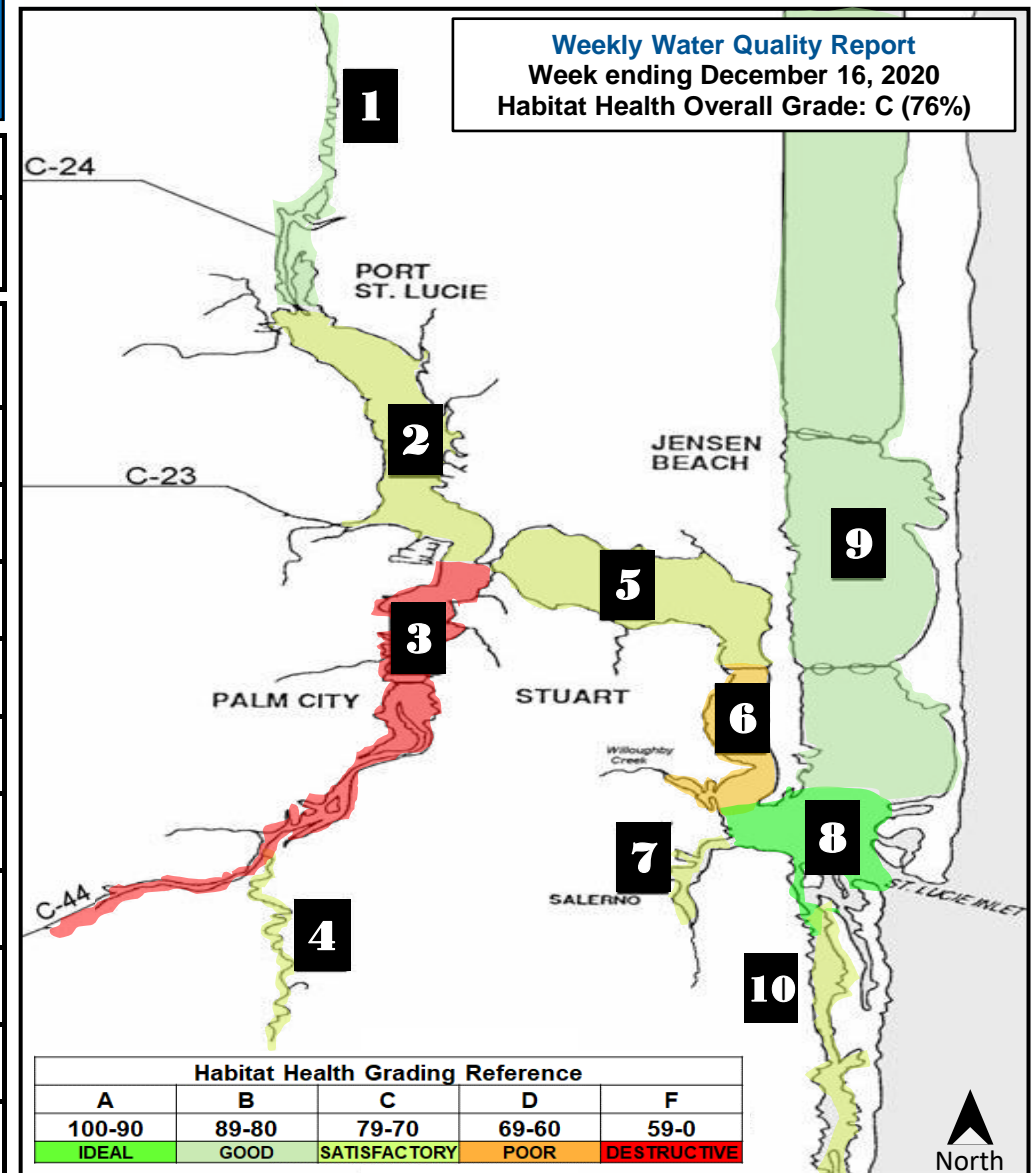 Weekly Water Quality Report
Week ending December 16, 2020
Habitat Health Overall Grade: C (76%)
1
C-24
PORT
ST. LUCIE
2
JENSEN
BEACH
C-23
9
5
3
PALM CITY
STUART
6
Willoughby
Creek
8
7
SALERNO
ST. LUCIE INLET
C-44
4
10
Habitat Health Grading Reference
A B C D F
100-90 89-80 79-70 69-60 59-0
IDEAL GOOD SATISFACTORY POOR DESTRUCTIVE
North